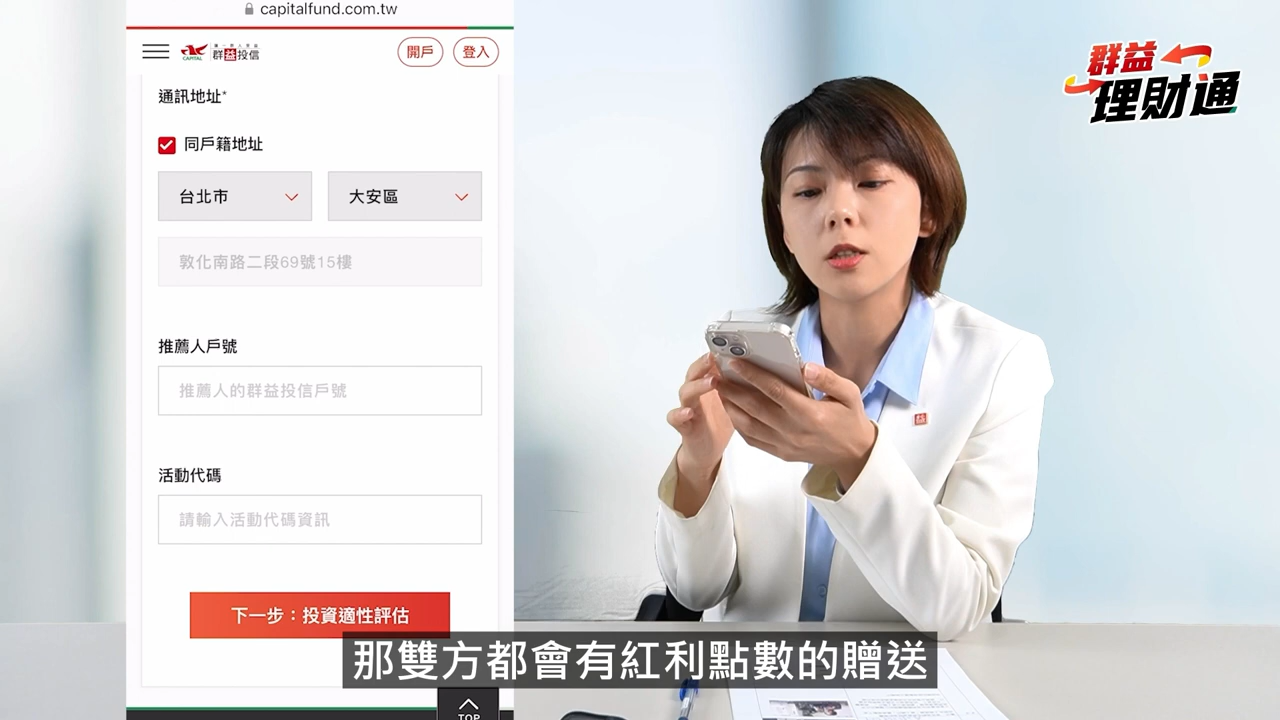 capitalfund.com.tw
CAPITAL
群益投信
開戶
登入
通訊地址*
同戶籍地址
台北市
大安區
敦化南路二段69號15樓
推薦人戶號
推薦人的群益投信戶號
活動代碼
請輸入活動代碼資訊
下一步：投資適性評估
TOP
群益
理財通
那雙方都會有紅利點數的贈送